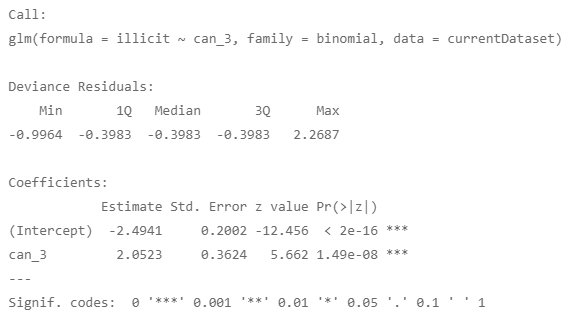 Call:
glm(formula = illicit ~ can_3, family = binomial, data = currentDataset)
Deviance Residuals:
Min 1Q Median 3Q Max
-0.9964 -0.3983 -0.3983 -0.3983 2.2687
Coefficients:
Estimate Std. Error z value Pr(>|z|)
(Intercept) -2.4941 0.2002 -12.456 < 2e-16 ***
can_3 2.0523 0.3624 5.662 1.49e-08 ***
---
Signif. codes: 0 '***' 0.001 '**' 0.01 '*' 0.05 '.' 0.1 ' ' 1